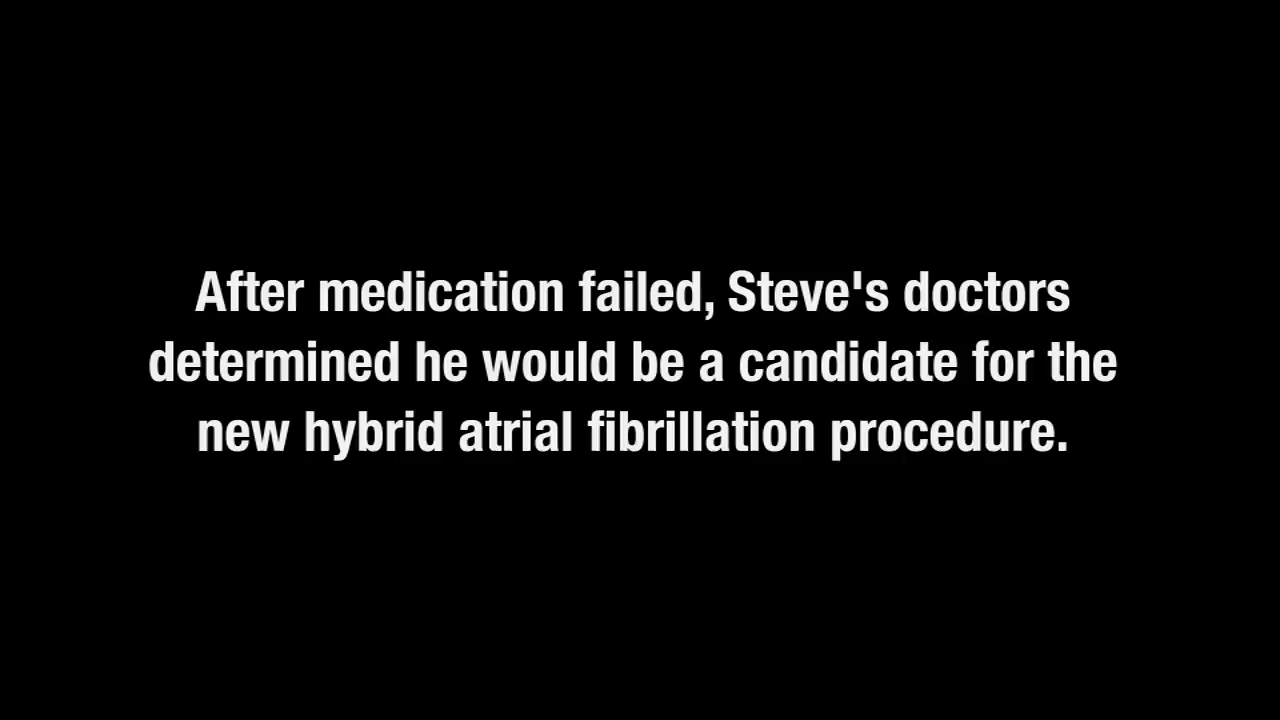 After medication failed, Steve's doctors
determined he would be a candidate for the
new hybrid atrial fibrillation procedure.